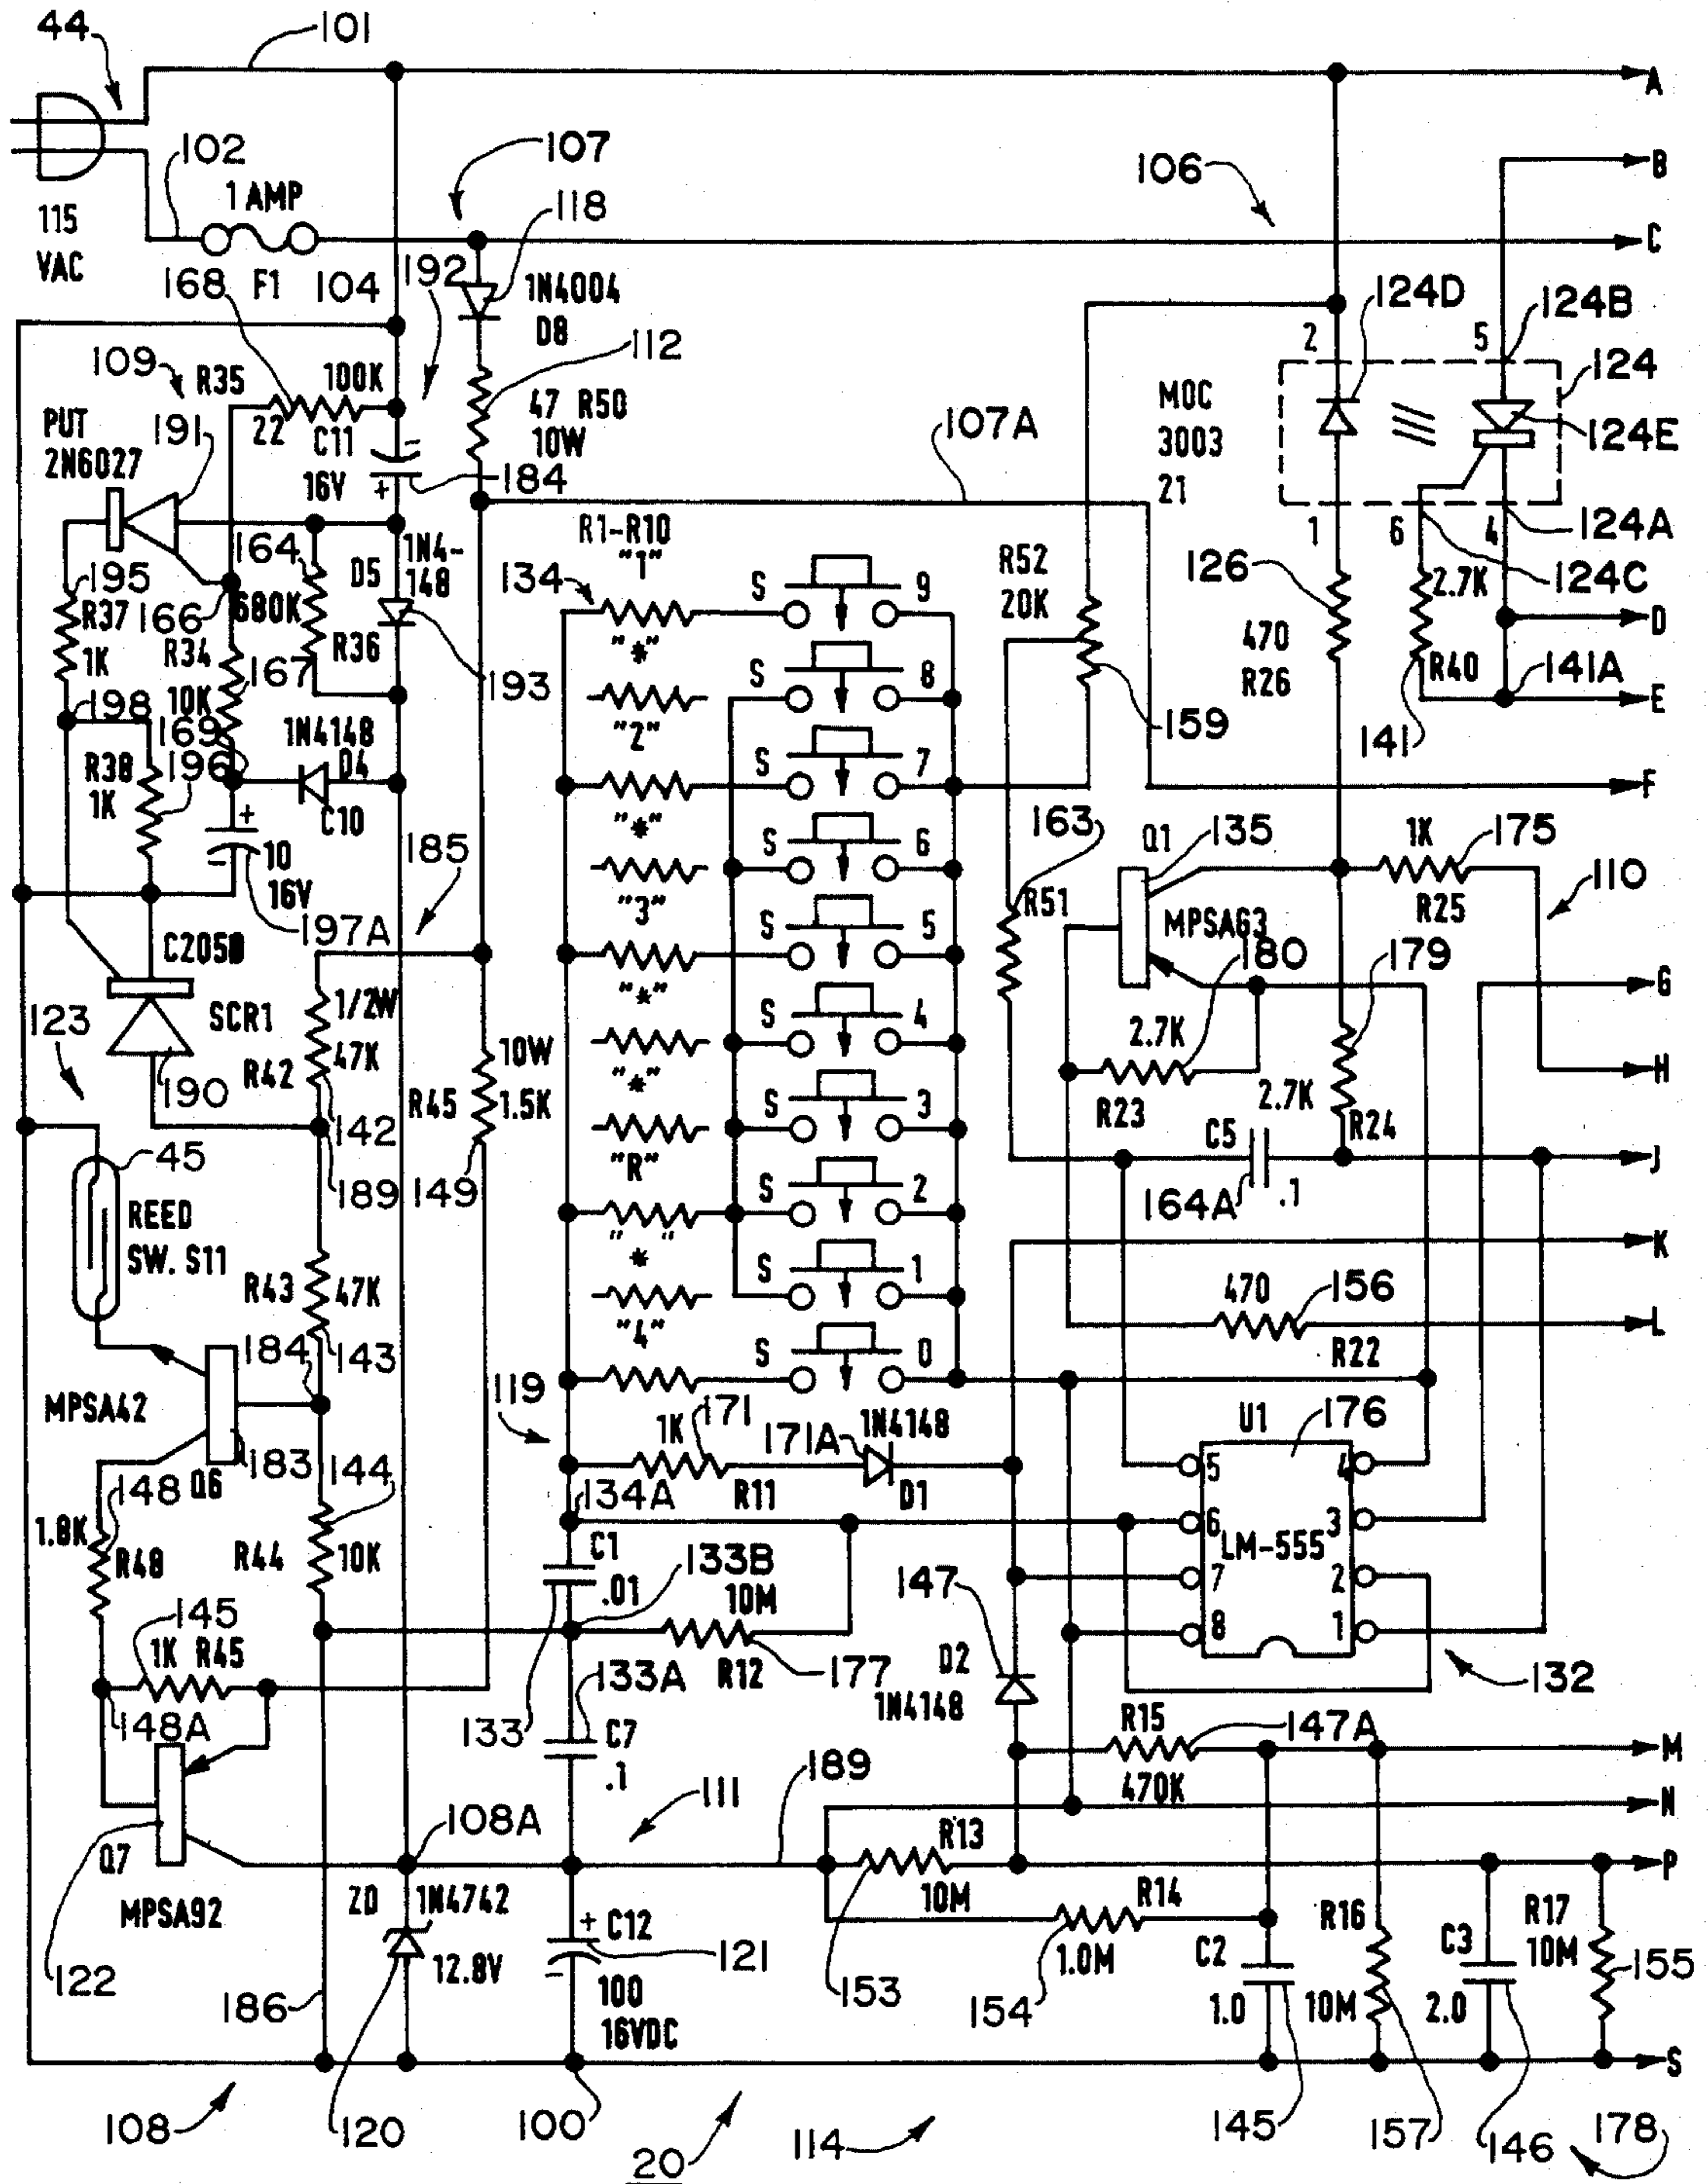 44
101
A
102
107
106
B
1 AMP
118
115
VAC
C
168
F1
104
192
1N4004
D8
124D
124B
2
5
109
R35
100K
112
124
PUT
2N6027
191
22
C11
16V
47 R50
10W
107A
MOC
3003
21
124E
184
R1-R10
"1"
1
6
4
124A
195
164
D5
1N4-
148
134
S
9
R52
20K
126
2.7K
124C
R37
166
680K
D
1K
R34
R36
"*"
S
8
470
R26
R40
141A
198
10K
167
193
E
169
1N4148
D4
"2"
159
141
R38
1K
196
S
7
F
C10
163
10
16V
185
"*"
S
6
Q1
135
1K
175
197A
"3"
R51
MPSA63
R25
110
C205B
S
5
180
179
123
SCR1
1/2W
"*"
G
R42
47K
10W
S
4
2.7K
190
R45
1.5K
"*"
R23
2.7K
H
142
S
3
C5
R24
45
189
149
"R"
J
REED
SW. S11
S
2
164A
.1
" * "
K
R43
47K
S
1
470
156
184
143
"4"
L
119
S
0
R22
MPSA42
1K
171
171A
1N4148
U1
176
148
Q6
183
144
R11
D1
5
4
134A
1.8K
R48
R44
10K
C1
.01
133B
10M
6
LM-555
3
147
7
2
145
8
1
1K R45
133A
R12
177
D2
1N4148
132
148A
133
C7
.1
R15
147A
M
189
470K
111
N
108A
R13
Q7
P
MPSA92
ZD
1N4742
12.8V
C12
121
10M
R14
R16
R17
10M
C3
122
153
154
1.0M
C2
155
186
100
16VDC
1.0
10M
2.0
S
108
120
100
20
114
145
157
146
178